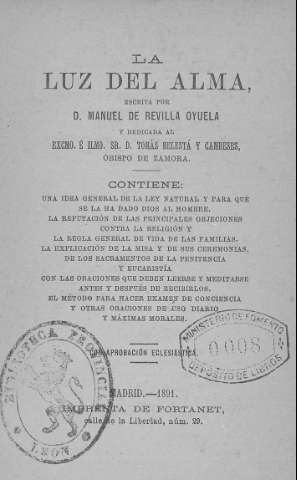 LA
LUZ DEL ALMA,
ESCRITA POR
D. MANUEL DE REVILLA OYUELA
Y DEDICADA AL
EXCMO. É ILMO. SR. D. TOMÁS BELESTÁ Y CAMBESES,
OBISPO DE ZAMORA.
CONTIENE:
UNA IDEA GENERAL DE LA LEY NATURAL Y PARA QUÉ
SE LA HA DADO DIOS AL HOMBRE,
LA REFUTACIÓN DE LAS PRINCIPALES OBJECIONES
CONTRA LA RELIGIÓN Y
LA REGLA GENERAL DE VIDA DE LAS FAMILIAS,
LA EXPLICACIÓN DE LA MISA Y DE SUS CEREMONIAS,
DE LOS SACRAMENTOS DE LA PENITENCIA
Y EUCARISTÍA
CON LAS ORACIONES QUE DEBEN LEERSE Y MEDITARSE
ANTES Y DESPUÉS DE RECIBIRLOS,
EL MÉTODO PARA HACER EXAMEN DE CONCIENCIA
Y OTRAS ORACIONES DE USO DIARIO
Y MÁXIMAS MORALES.
MINISTERIO DE FOMENTO
0.008
DEPÓSITO DE LIBROS
CON APROBACIÓN ECLESIÁSTICA.
BIBLIOTECA PROVINCIAL
LEON
MADRID.—1891.
IMPRENTA DE FORTANET,
calle de la Libertad, núm. 29.